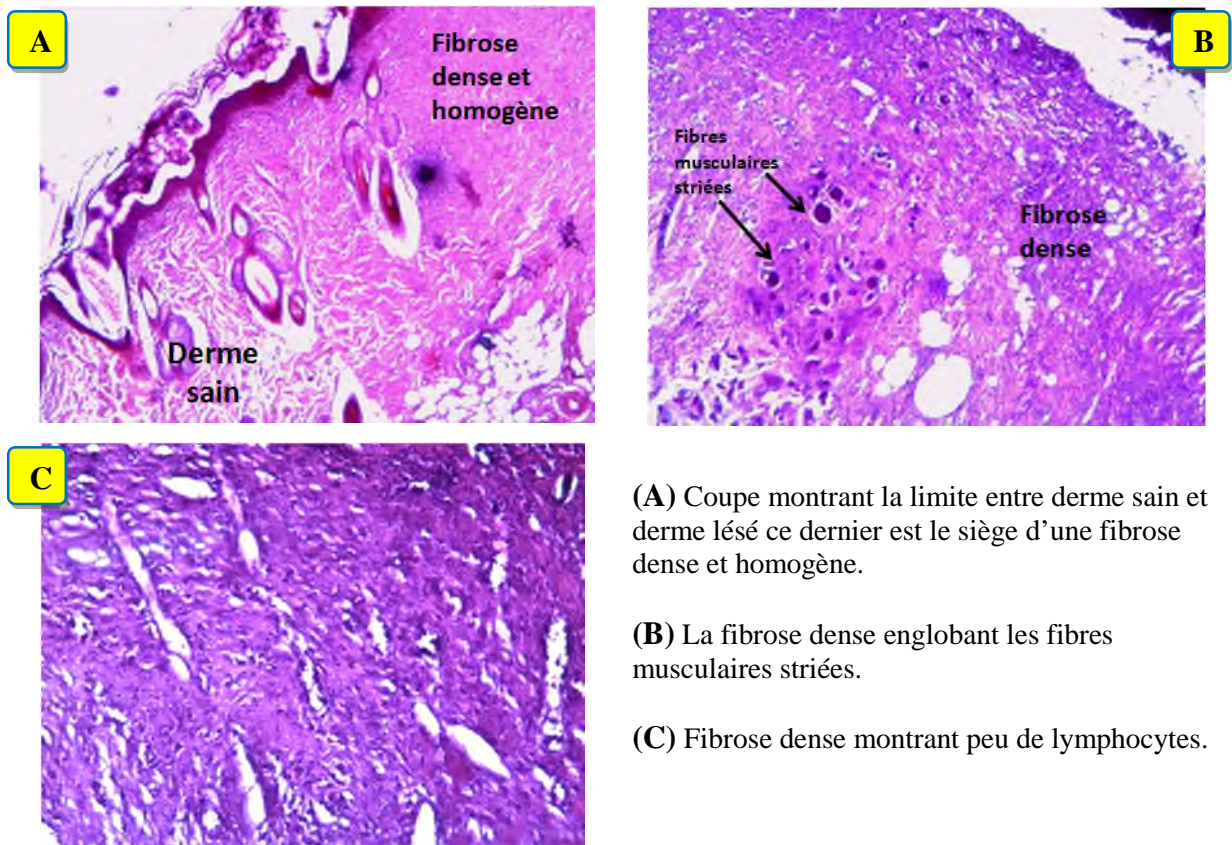 A
Fibrose
dense et
homogène
Derme
sain
B
Fibres
musculaires
striées
Fibrose
dense
C
(A) Coupe montrant la limite entre derme sain et
derme lésé ce dernier est le siège d’une fibrose
dense et homogène.
(B) La fibrose dense englobant les fibres
musculaires striées.
(C) Fibrose dense montrant peu de lymphocytes.